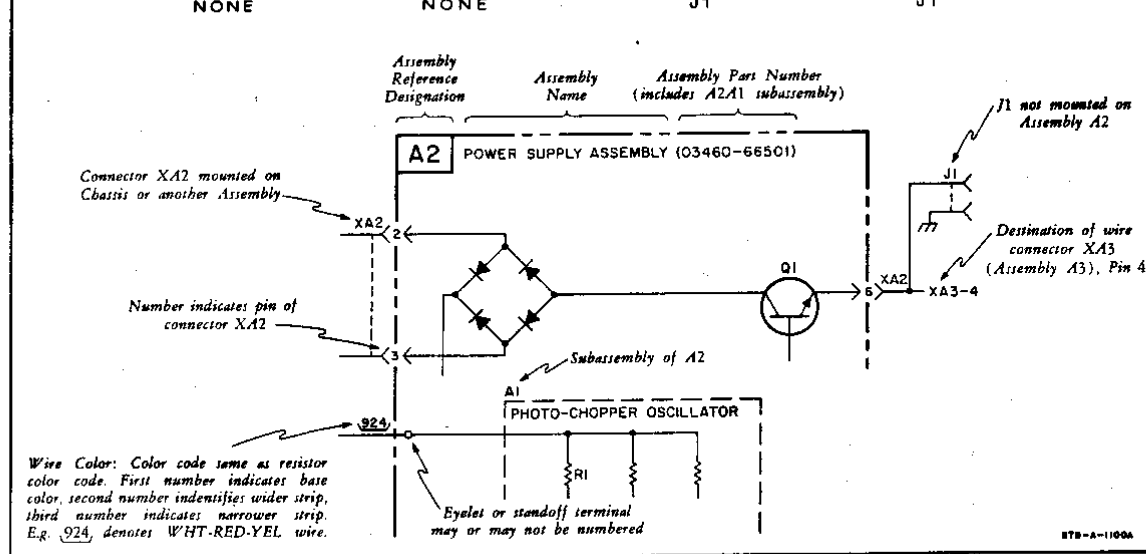 NONE NONE J1 J1
Assembly
Reference
Designation
Assembly
Name
Assembly Part Number
(includes A2A1 subassembly)
J1 not mounted on
Assembly A2
A2 POWER SUPPLY ASSEMBLY (03460-66501)
Connector XA2 mounted on
Chassis or another Assembly
J1
XA2
2
Destination of wire
connector XA3
(Assembly A3), Pin 4
Q1
6
XA2
XA3-4
Number indicates pin of
connector XA2
3
Subassembly of A2
A1
PHOTO-CHOPPER OSCILLATOR
924
R1
Wire Color: Color code same as resistor
color code. First number indicates base
color, second number indentifies wider strip,
third number indicates narrower strip.
E.g. 924 denotes WHT-RED-YEL wire.
Eyelet or standoff terminal
may or may not be numbered
STB-A-1100A